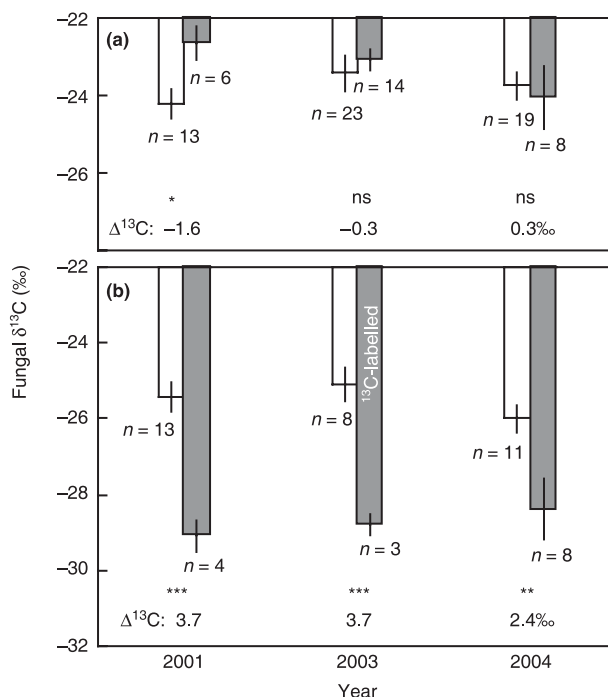 −22
(a)
n = 6
n = 14
−24
n = 13
n = 23
n = 19
n = 8
−26
*
ns
ns
Δ13C: −1.6
−0.3
0.3‰
Fungal δ13C (‰)
−22
(b)
13C-labelled
−24
−26
n = 13
n = 8
n = 11
−28
n = 4
n = 3
n = 8
−30
***
***
**
Δ13C: 3.7
3.7
2.4‰
−32
2001
2003
2004
Year